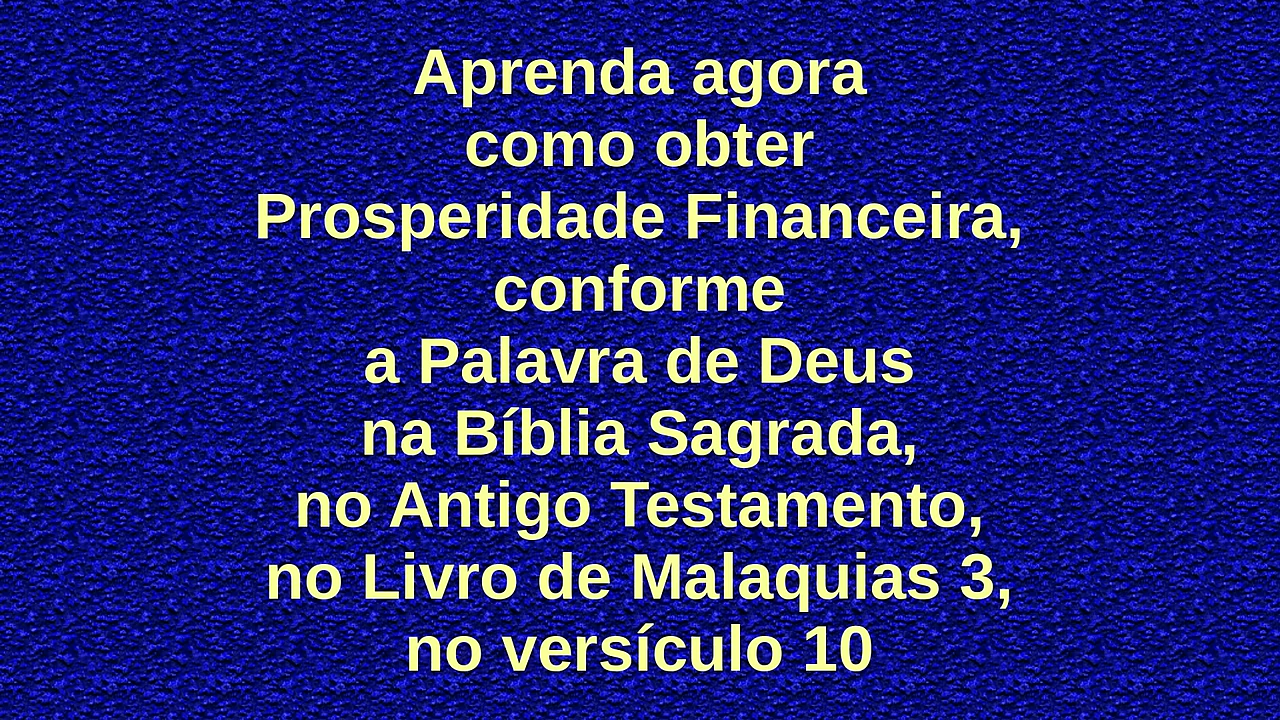 Aprenda agora
como obter
Prosperidade Financeira,
conforme
a Palavra de Deus
na Bíblia Sagrada,
no Antigo Testamento,
no Livro de Malaquias 3,
no versículo 10